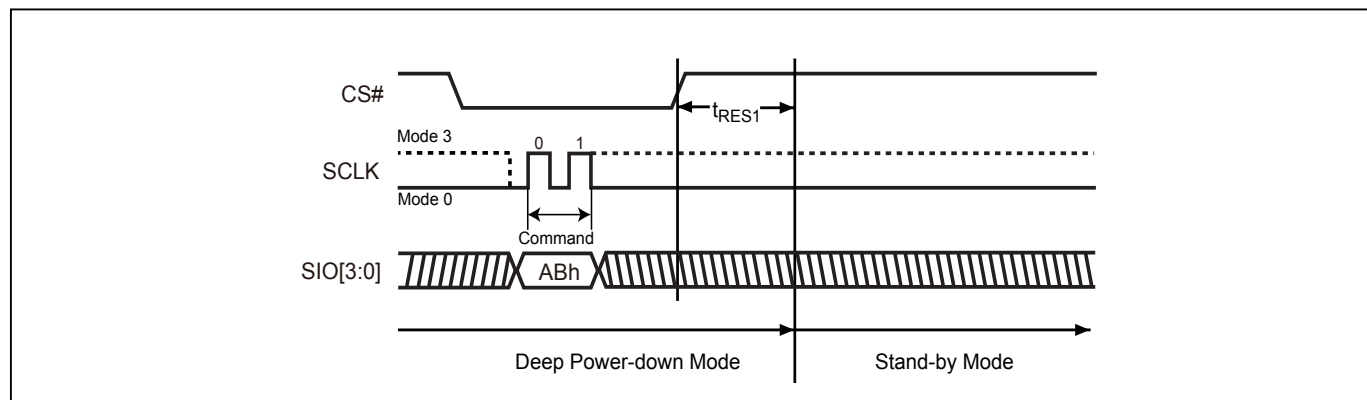 CS#
tRES1
Mode 3
0 1
SCLK
Mode 0
Command
SIO[3:0]
ABh
Deep Power-down Mode
Stand-by Mode